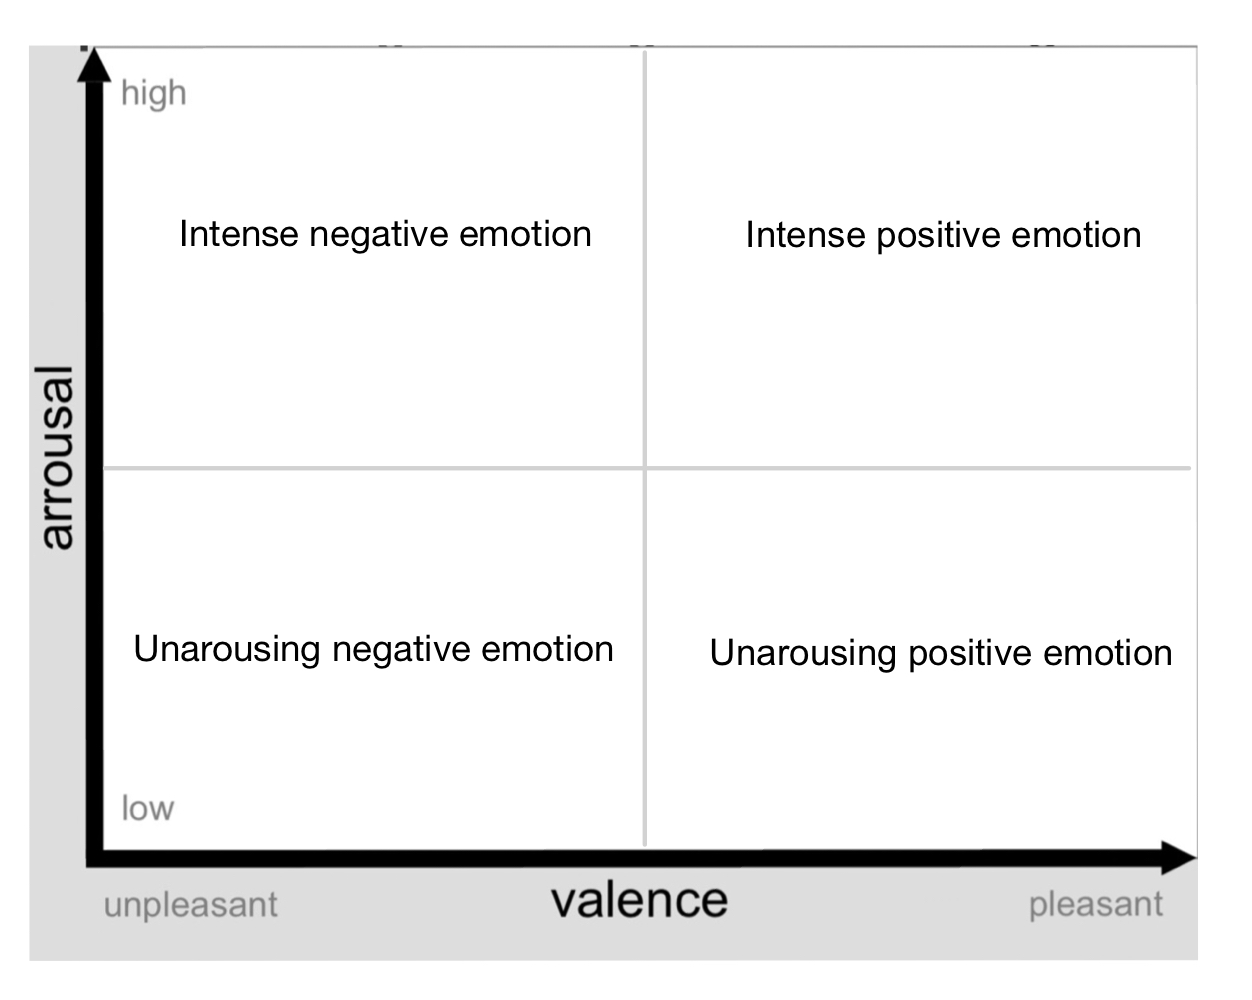 high
Intense negative emotion
Intense positive emotion
arrousal
Unarousing negative emotion
Unarousing positive emotion
low
unpleasant
valence
pleasant